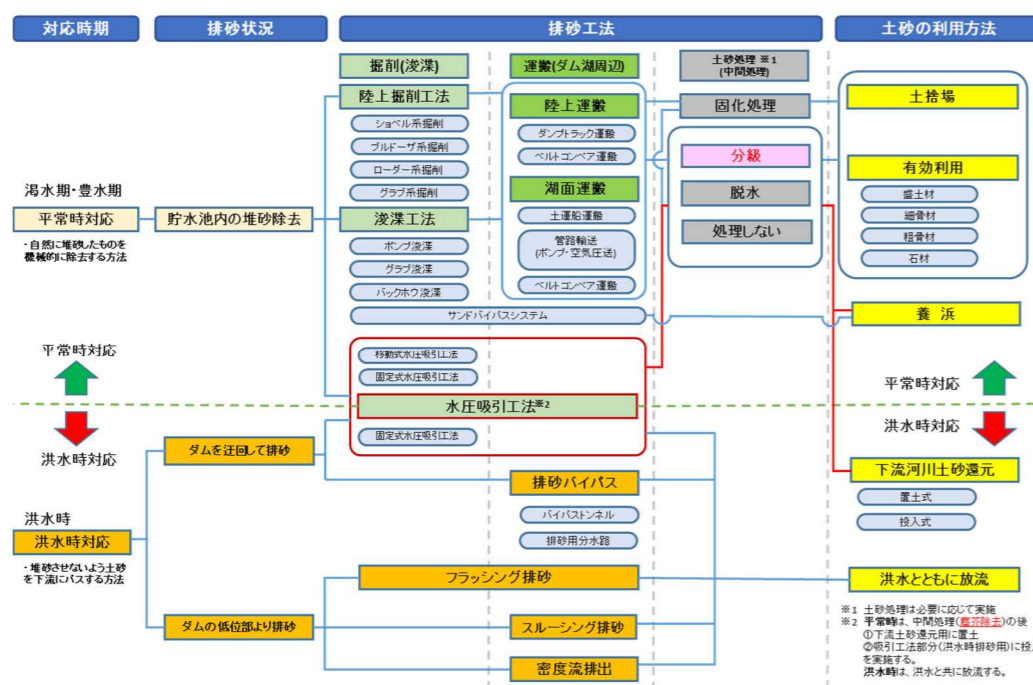 対応時期
排砂状況
排砂工法
土砂の利用方法
掘削(浚渫)
運搬(ダム湖周辺)
土砂処理 ※1
(中間処理)
陸上掘削工法
ショベル系掘削
ブルドーザ系掘削
ローダー系掘削
グラブ系掘削
陸上運搬
ダンプトラック運搬
ベルトコンベア運搬
固化処理
土捨場
分級
脱水
処理しない
有効利用
盛土材
細骨材
粗骨材
石材
渇水期・豊水期
平常時対応
・自然に堆砂したものを
機械的に除去する方法
貯水池内の堆砂除去
浚渫工法
ポンプ浚渫
グラブ浚渫
バックホウ浚渫
湖面運搬
土運船運搬
管路輸送
(ポンプ・空気圧送)
ベルトコンベア運搬
サンドバイパスシステム
養 浜
平常時対応
洪水時対応
移動式水圧吸引工法
固定式水圧吸引工法
水圧吸引工法※2
固定式水圧吸引工法
平常時対応
洪水時対応
ダムを迂回して排砂
排砂バイパス
バイパストンネル
排砂用分水路
下流河川土砂還元
置土式
投入式
洪水時
洪水時対応
・堆砂させないよう土砂
を下流にパスする方法
フラッシング排砂
洪水とともに放流
ダムの低位部より排砂
スルーシング排砂
密度流排出
※1 土砂処理は必要に応じて実施
※2 平常時は、中間処理(塵芥除去)の後
①下流土砂還元用に置土
②吸引工法部分(洪水時排砂用)に投
を実施する。
洪水時は、洪水と共に放流する。